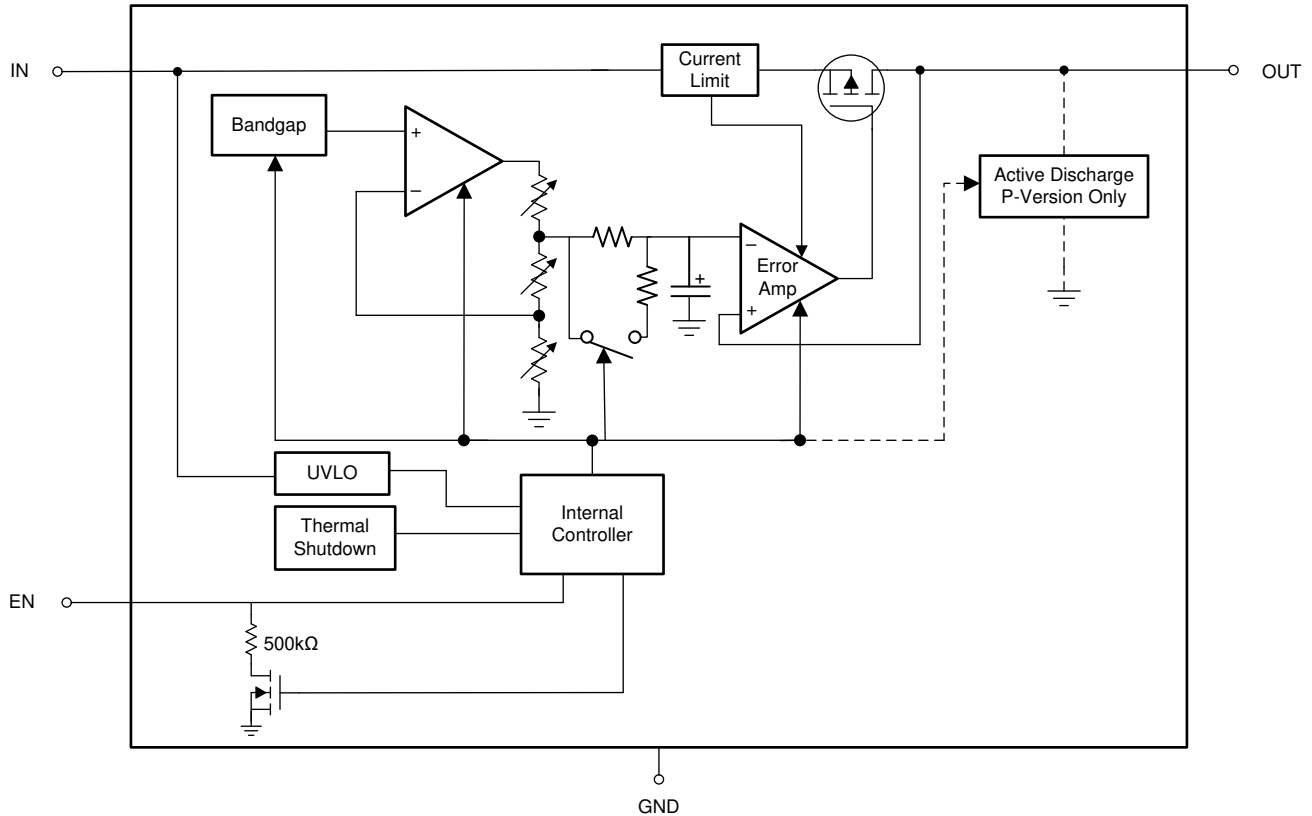 IN
Current
Limit
OUT
Bandgap
+
−
Active Discharge
P-Version Only
+
−
Error
Amp
+
UVLO
Thermal
Shutdown
Internal
Controller
EN
500kΩ
GND